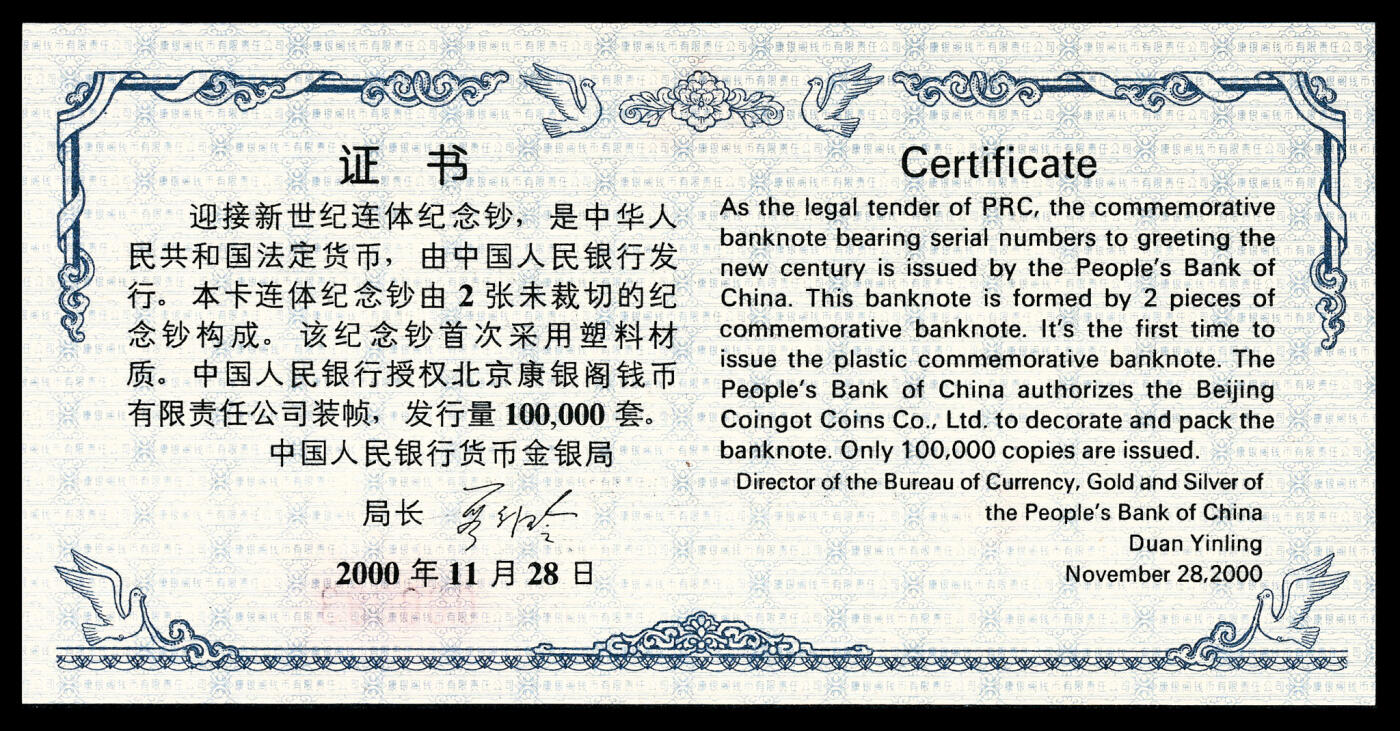 证 书
迎接新世纪连体纪念钞，是中华人
民共和国法定货币，由中国人民银行发
行。本卡连体纪念钞由 2 张未裁切的纪
念钞构成。该纪念钞首次采用塑料材
质。中国人民银行授权北京康银阁钱币
有限责任公司装帧，发行量 100,000 套。
中国人民银行货币金银局
局长
2000 年 11 月 28 日
Certificate
As the legal tender of PRC, the commemorative
banknote bearing serial numbers to greeting the
new century is issued by the People's Bank of
China. This banknote is formed by 2 pieces of
commemorative banknote. It's the first time to
issue the plastic commemorative banknote. The
People's Bank of China authorizes the Beijing
Coingot Coins Co., Ltd. to decorate and pack the
banknote. Only 100,000 copies are issued.
Director of the Bureau of Currency, Gold and Silver of
the People's Bank of China
Duan Yinling
November 28,2000